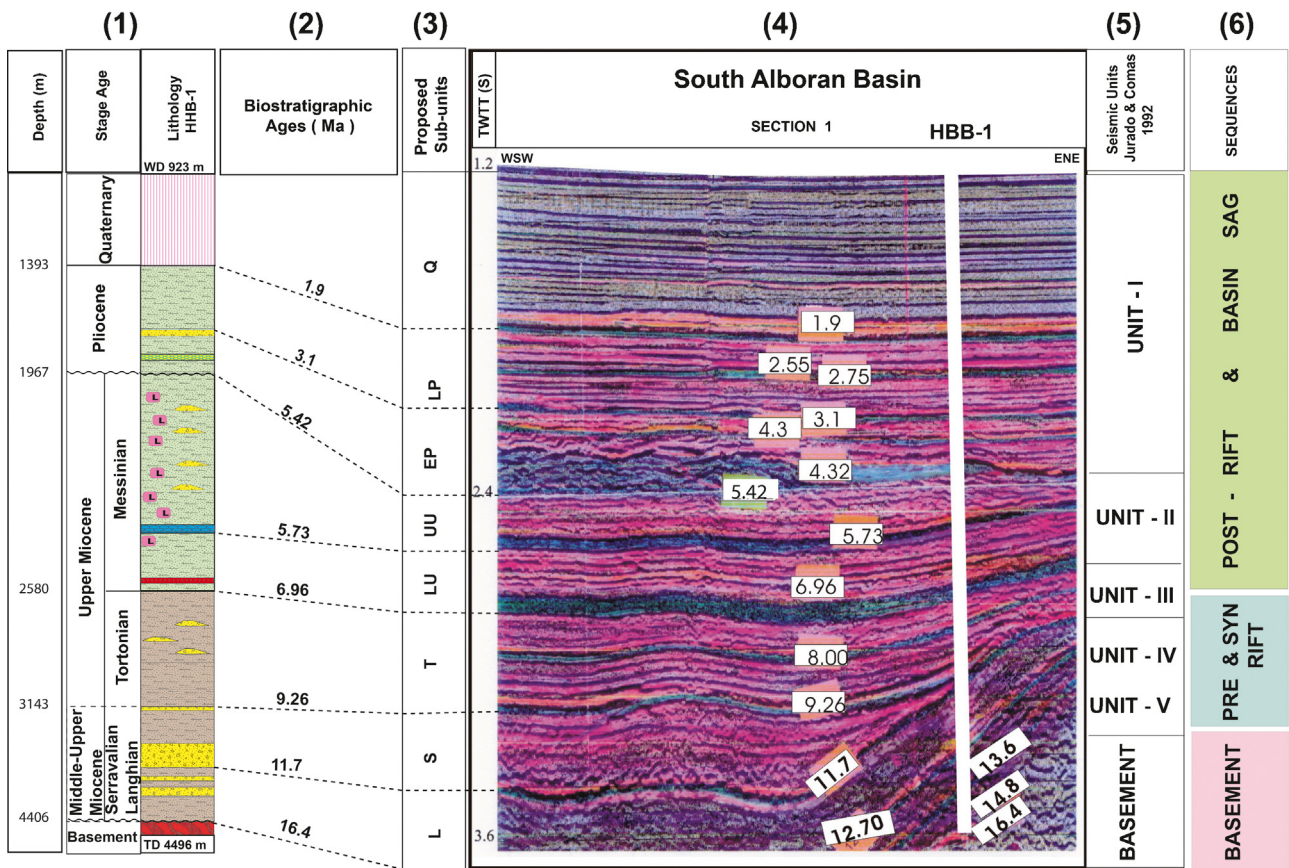 (1)
(2)
(3)
(4)
(5)
(6)
Depth (m)
Stage Age
Lithology
HHB-1
WD 923 m
Biostratigraphic
Ages ( Ma )
Proposed
Sub-units
TWTT (S)
South Alboran Basin
SECTION 1
HBB-1
WSW
ENE
Seismic Units
Jurado & Comas
1992
SEQUENCES
1393
1967
2580
3143
4406
Quaternary
Pliocene
Upper Miocene
Messinian
Tortonian
Middle-Upper
Miocene
Serravalian
Langhian
Basement
L
L
L
L
L
L
L
TD 4496 m
1.9
3.1
5.42
5.73
6.96
9.26
11.7
16.4
Q
LP
EP
UU
LU
T
S
L
1.2
2.4
3.6
1.9
2.55
2.75
3.1
4.3
4.32
5.42
5.73
6.96
8.00
9.26
11.7
12.70
13.6
14.8
16.4
UNIT - I
UNIT - II
UNIT - III
UNIT - IV
UNIT - V
BASEMENT
POST - RIFT & BASIN SAG
PRE & SYN
RIFT
BASEMENT